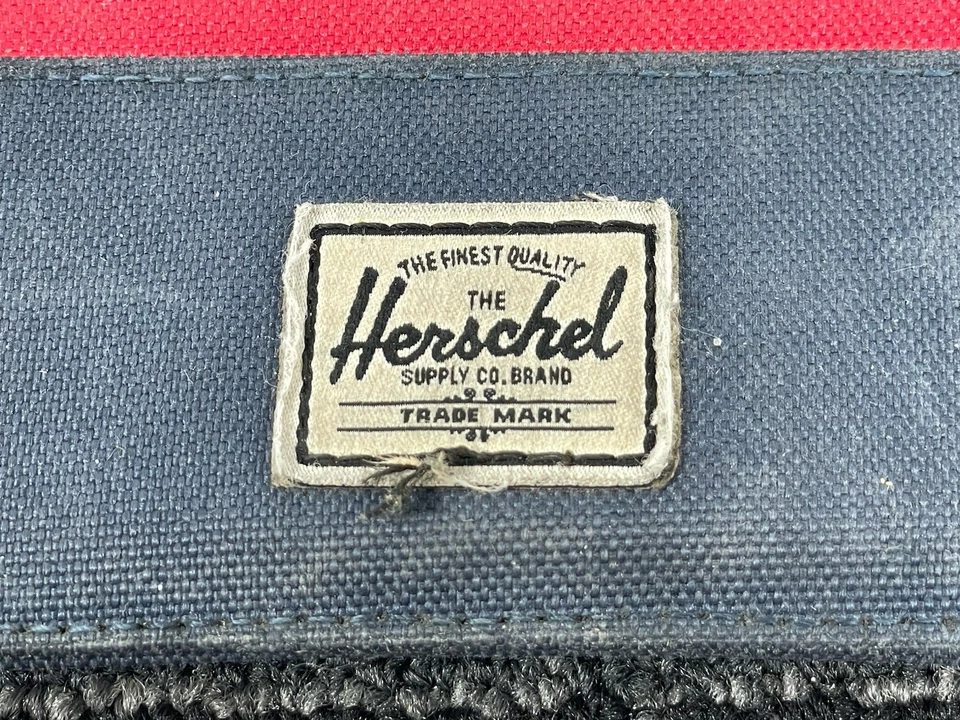 THE FINEST QUALITY
THE
Herschel
SUPPLY CO. BRAND
TRADE MARK